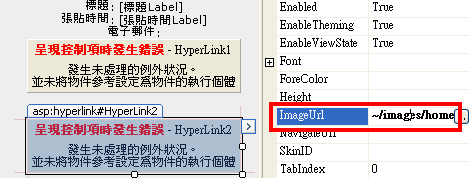 標題: [標題Label]
張貼時間: [張貼時間Label]
電子郵件:
呈現控制項時發生錯誤 - HyperLink1
發生未處理的例外狀況。
並未將物件參考設定爲物件的執行個體
asp:hyperlink#HyperLink2
呈現控制項時發生錯誤 - HyperLink2
發生未處理的例外狀況。
並未將物件參考設定爲物件的執行個體
Enabled True
EnableTheming True
EnableViewState True
Font
ForeColor
Height
ImageUrl ~/images/home
NavigateUrl
SkinID
TabIndex 0